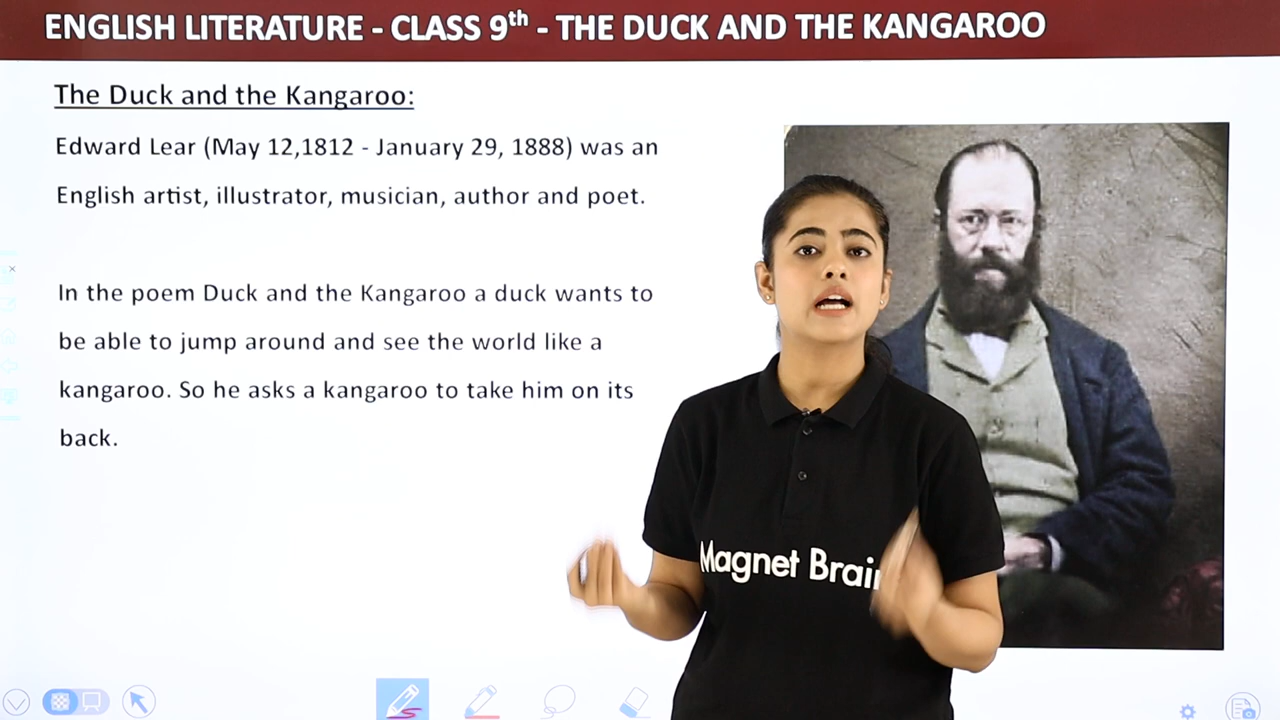 ENGLISH LITERATURE - CLASS 9th - THE DUCK AND THE KANGAROO
The Duck and the Kangaroo:
Edward Lear (May 12,1812 - January 29, 1888) was an
English artist, illustrator, musician, author and poet.
In the poem Duck and the Kangaroo a duck wants to
be able to jump around and see the world like a
kangaroo. So he asks a kangaroo to take him on its
back.
Magnet Brain